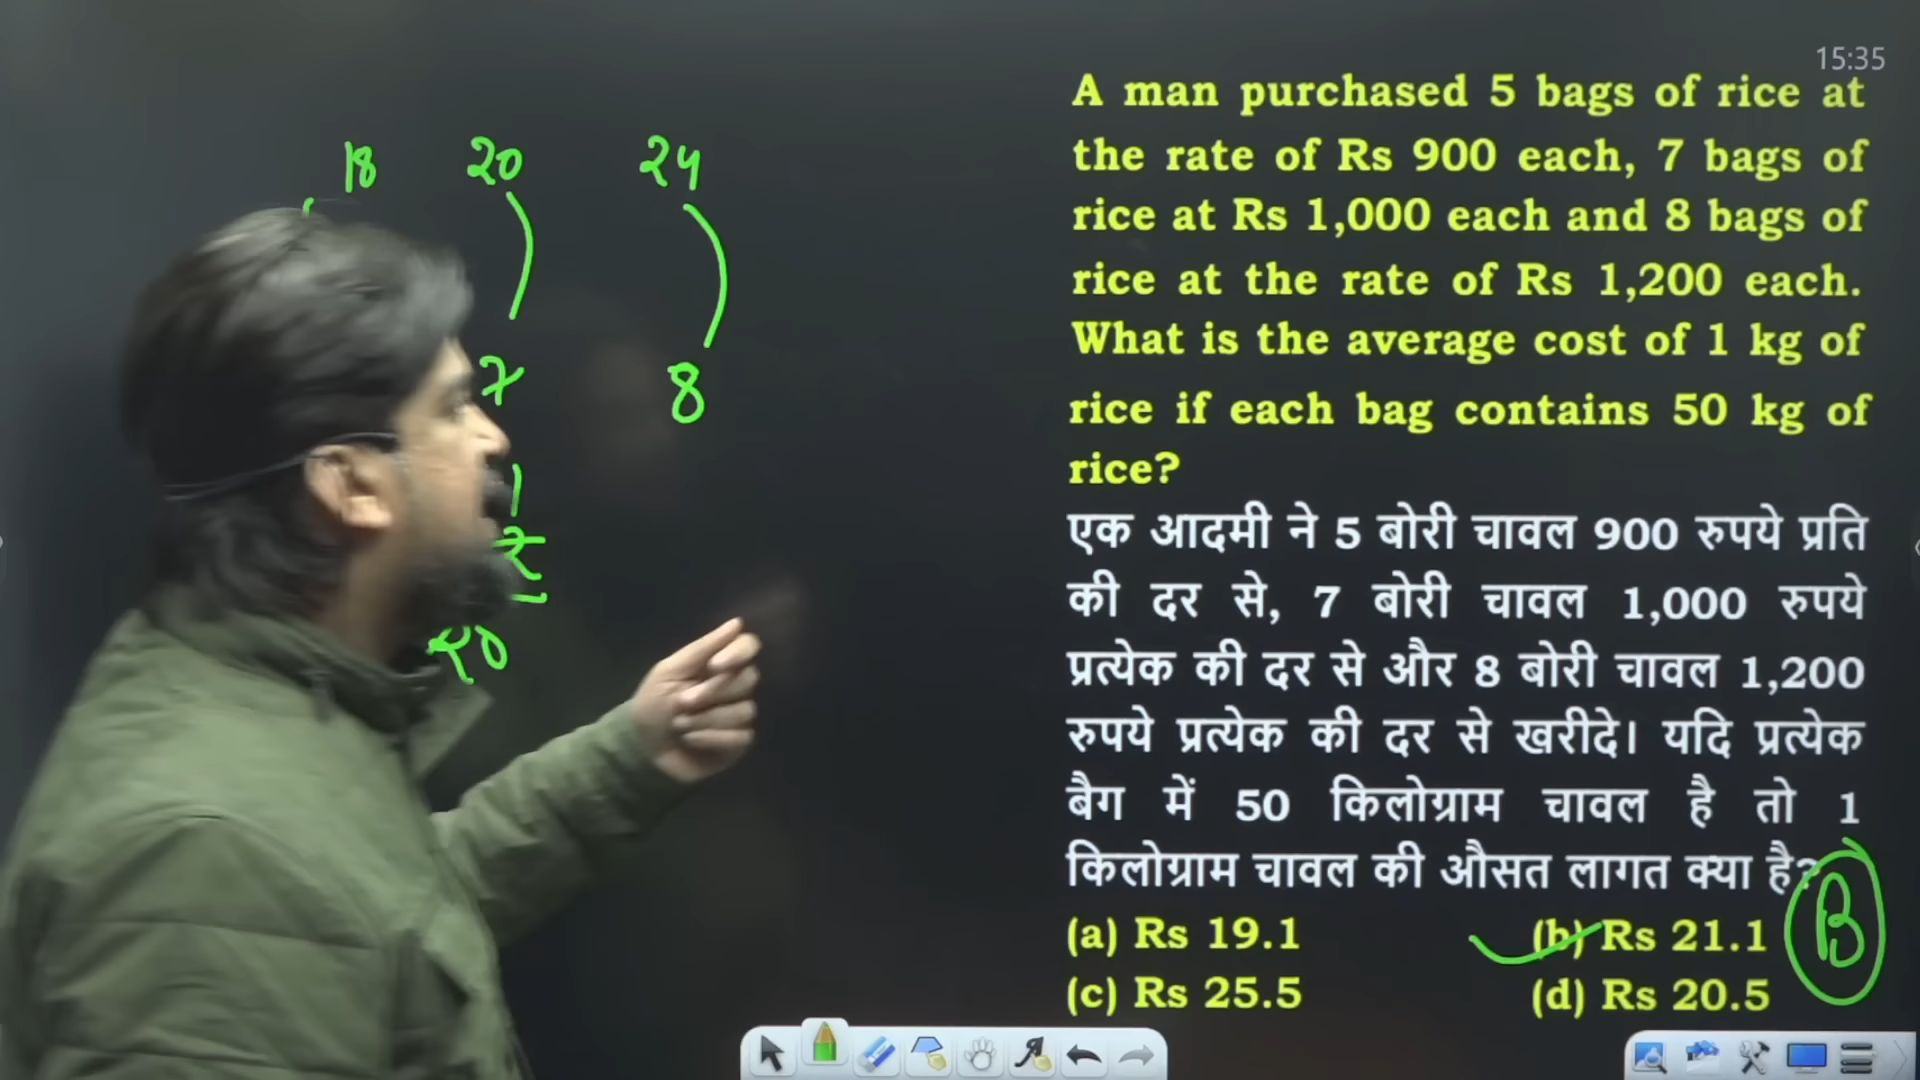 15:35
A man purchased 5 bags of rice at
the rate of Rs 900 each, 7 bags of
rice at Rs 1,000 each and 8 bags of
rice at the rate of Rs 1,200 each.
What is the average cost of 1 kg of
rice if each bag contains 50 kg of
rice?
एक आदमी ने 5 बोरी चावल 900 रुपये प्रति
की दर से, 7 बोरी चावल 1,000 रुपये
प्रत्येक की दर से और 8 बोरी चावल 1,200
रुपये प्रत्येक की दर से खरीदे। यदि प्रत्येक
बैग में 50 किलोग्राम चावल है तो 1
किलोग्राम चावल की औसत लागत क्या है?
(a) Rs 19.1 (b) Rs 21.1
(c) Rs 25.5 (d) Rs 20.5
B
18 20 24
7 8
20